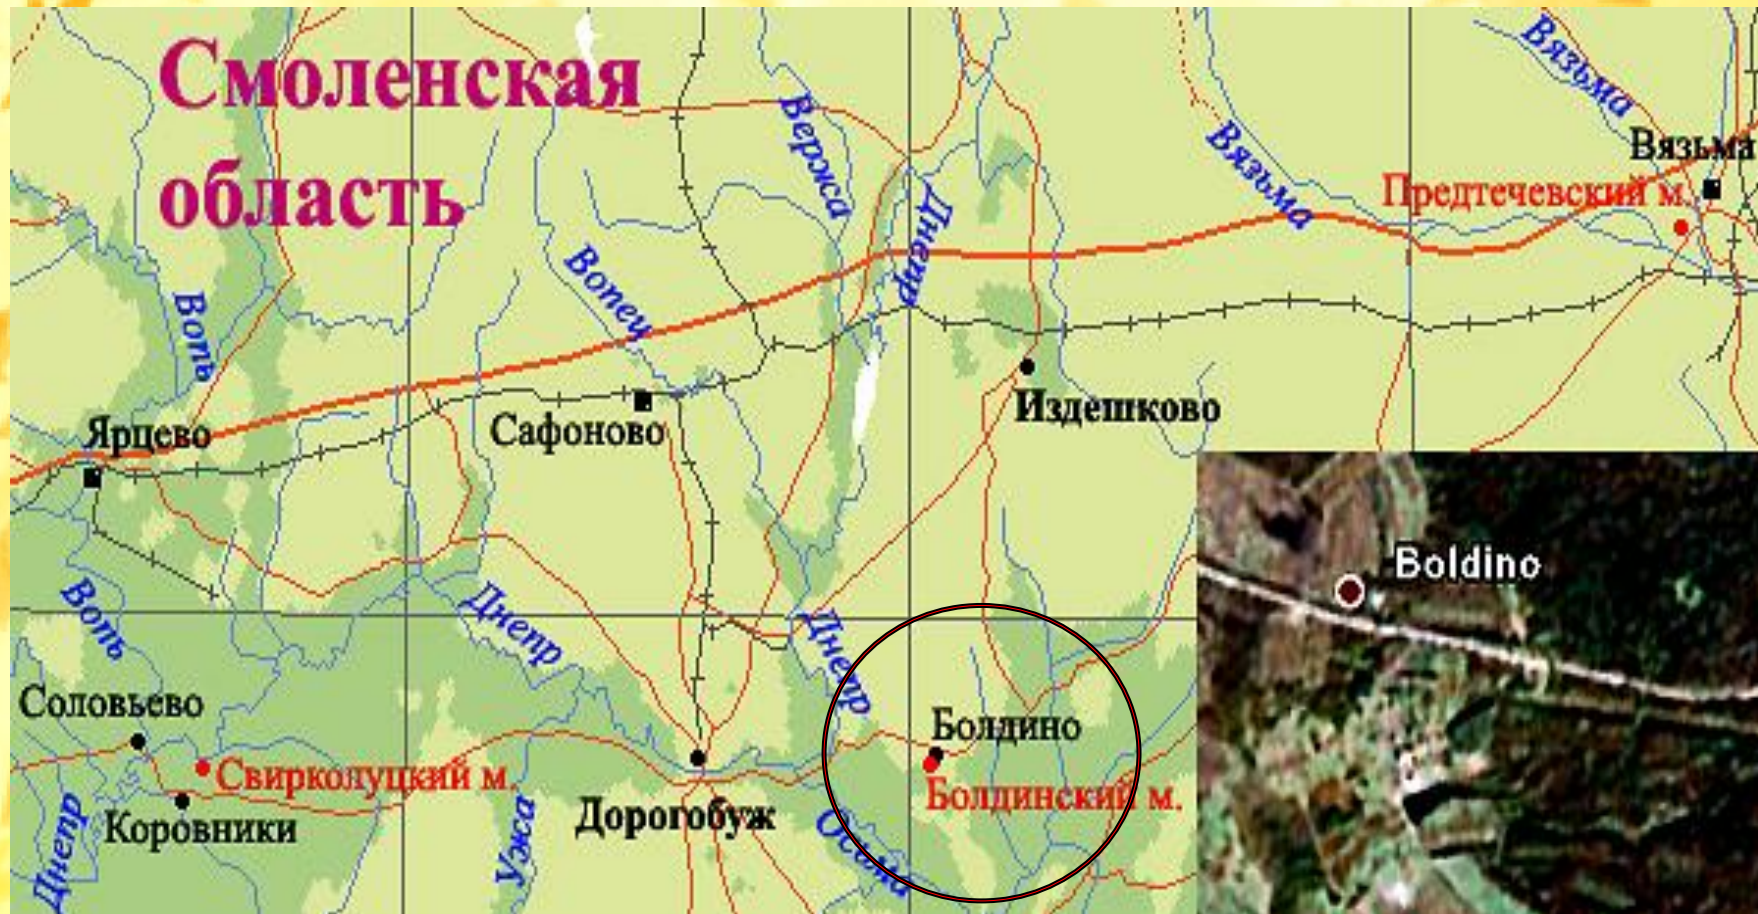 Смоленская
область
Вержа
Днепр
Вязьма
Вязьма
Вязьма
Предтечевский м.
Вопь
Вопец
Ярцево
Сафоново
Издешково
Boldino
Вопь
Днепр
Днепр
Соловьево
Болдино
Свирколуцкий м.
Болдинский м.
Коровники
Дорогобуж
Днепр
Ужа
Осьма